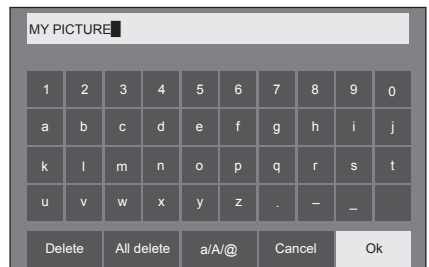 MY PICTURE
1 2 3 4 5 6 7 8 9 0
a b c d e f g h i j
k l m n o p q r s t
u v w x y z . – _
Delete All delete a/A/@ Cancel Ok